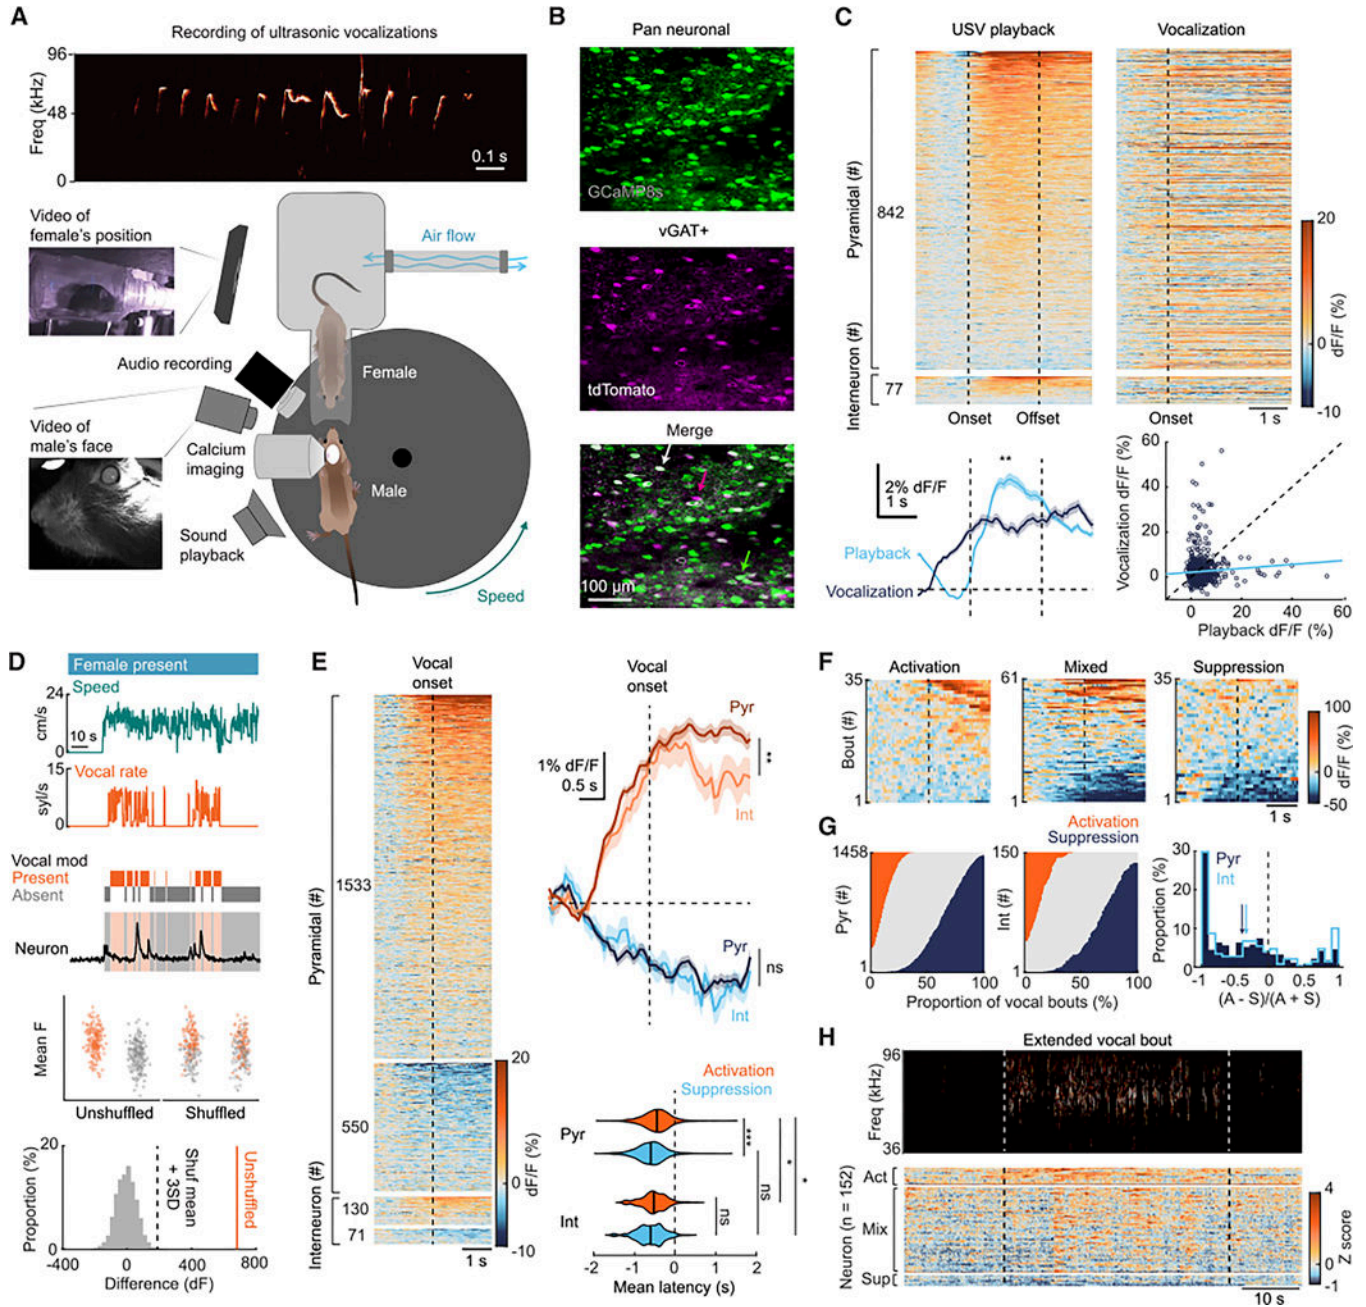 A
Recording of ultrasonic vocalizations
96
48
0
Freq (kHz)
0.1 s
Video of
female's position
Air flow
Audio recording
Female
Video of
male's face
Calcium
imaging
Male
Sound
playback
Speed
B
Pan neuronal
GCaMP8s
vGAT+
tdTomato
Merge
100 µm
C
USV playback
Vocalization
Pyramidal (#)
842
Interneuron (#)
77
Onset
Offset
Onset
1 s
20
0
-10
dF/F (%)
**
2% dF/F
1 s
Playback
Vocalization
60
40
20
0
Vocalization dF/F (%)
0
20
40
60
Playback dF/F (%)
D
Female present
Speed
24
0
cm/s
10 s
Vocal rate
15
0
syl/s
Vocal mod
Present
Absent
Neuron
Mean F
Unshuffled
Shuffled
20
0
Proportion (%)
Shuf mean
+ 3SD
Unshuffled
-400
0
400
800
Difference (dF)
E
Vocal
onset
Pyramidal (#)
1533
550
Interneuron (#)
130
71
1 s
20
0
-10
dF/F (%)
Vocal
onset
Pyr
**
Int
1% dF/F
0.5 s
Pyr
ns
Int
Activation
Suppression
Pyr
Int
***
ns
ns
*
-2
-1
0
1
2
Mean latency (s)
F
Activation
Mixed
Suppression
35
1
Bout (#)
61
1
35
1
1 s
100
0
-50
dF/F (%)
G
Activation
Suppression
1458
1
Pyr (#)
150
1
Int (#)
0
50
100
0
50
100
Proportion of vocal bouts (%)
30
20
10
0
Proportion (%)
Pyr
Int
-1
-0.5
0
0.5
1
(A - S)/(A + S)
H
Extended vocal bout
96
36
Freq (kHz)
Neuron (n = 152)
Act
Mix
Sup
10 s
4
0
-1
Z score